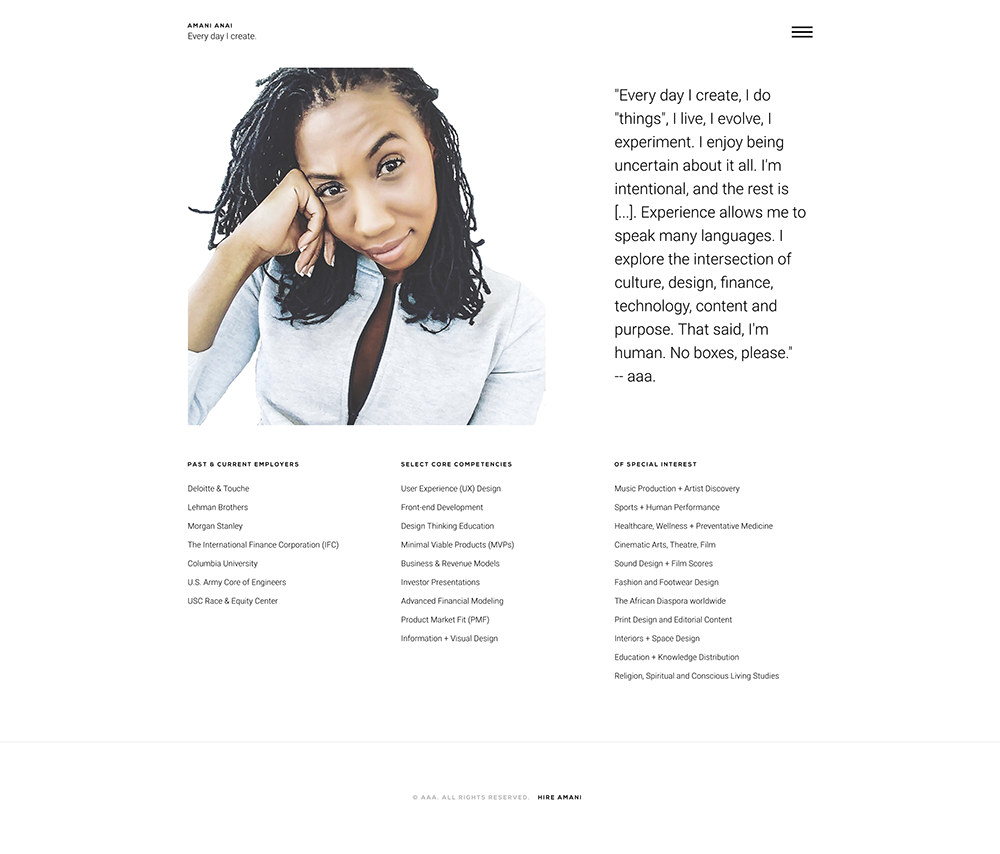 AMANI ANAI
Every day I create.
"Every day I create, I do
"things", I live, I evolve, I
experiment. I enjoy being
uncertain about it all. I'm
intentional, and the rest is
[...]. Experience allows me to
speak many languages. I
explore the intersection of
culture, design, finance,
technology, content and
purpose. That said, I'm
human. No boxes, please."
-- aaa.
PAST & CURRENT EMPLOYERS
Deloitte & Touche
Lehman Brothers
Morgan Stanley
The International Finance Corporation (IFC)
Columbia University
U.S. Army Core of Engineers
USC Race & Equity Center
SELECT CORE COMPETENCIES
User Experience (UX) Design
Front-end Development
Design Thinking Education
Minimal Viable Products (MVPs)
Business & Revenue Models
Investor Presentations
Advanced Financial Modeling
Product Market Fit (PMF)
Information + Visual Design
OF SPECIAL INTEREST
Music Production + Artist Discovery
Sports + Human Performance
Healthcare, Wellness + Preventative Medicine
Cinematic Arts, Theatre, Film
Sound Design + Film Scores
Fashion and Footwear Design
The African Diaspora worldwide
Print Design and Editorial Content
Interiors + Space Design
Education + Knowledge Distribution
Religion, Spiritual and Conscious Living Studies
© AAA. ALL RIGHTS RESERVED. HIRE AMANI